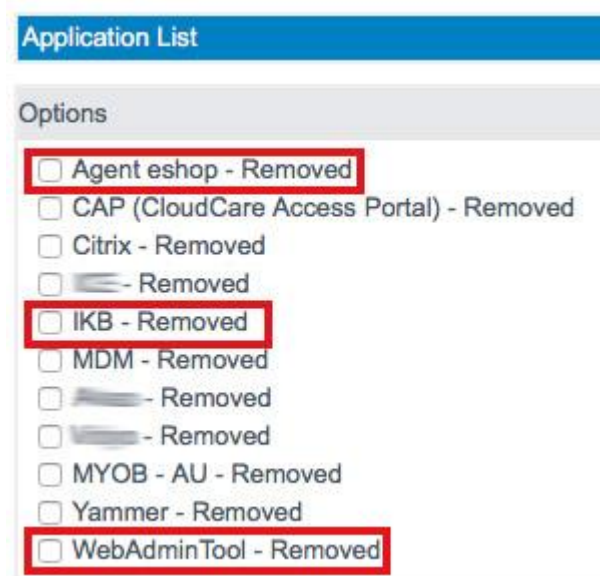 Application List
Options
Agent eshop - Removed
CAP (CloudCare Access Portal) - Removed
Citrix - Removed
- Removed
IKB - Removed
MDM - Removed
- Removed
- Removed
MYOB - AU - Removed
Yammer - Removed
WebAdminTool - Removed